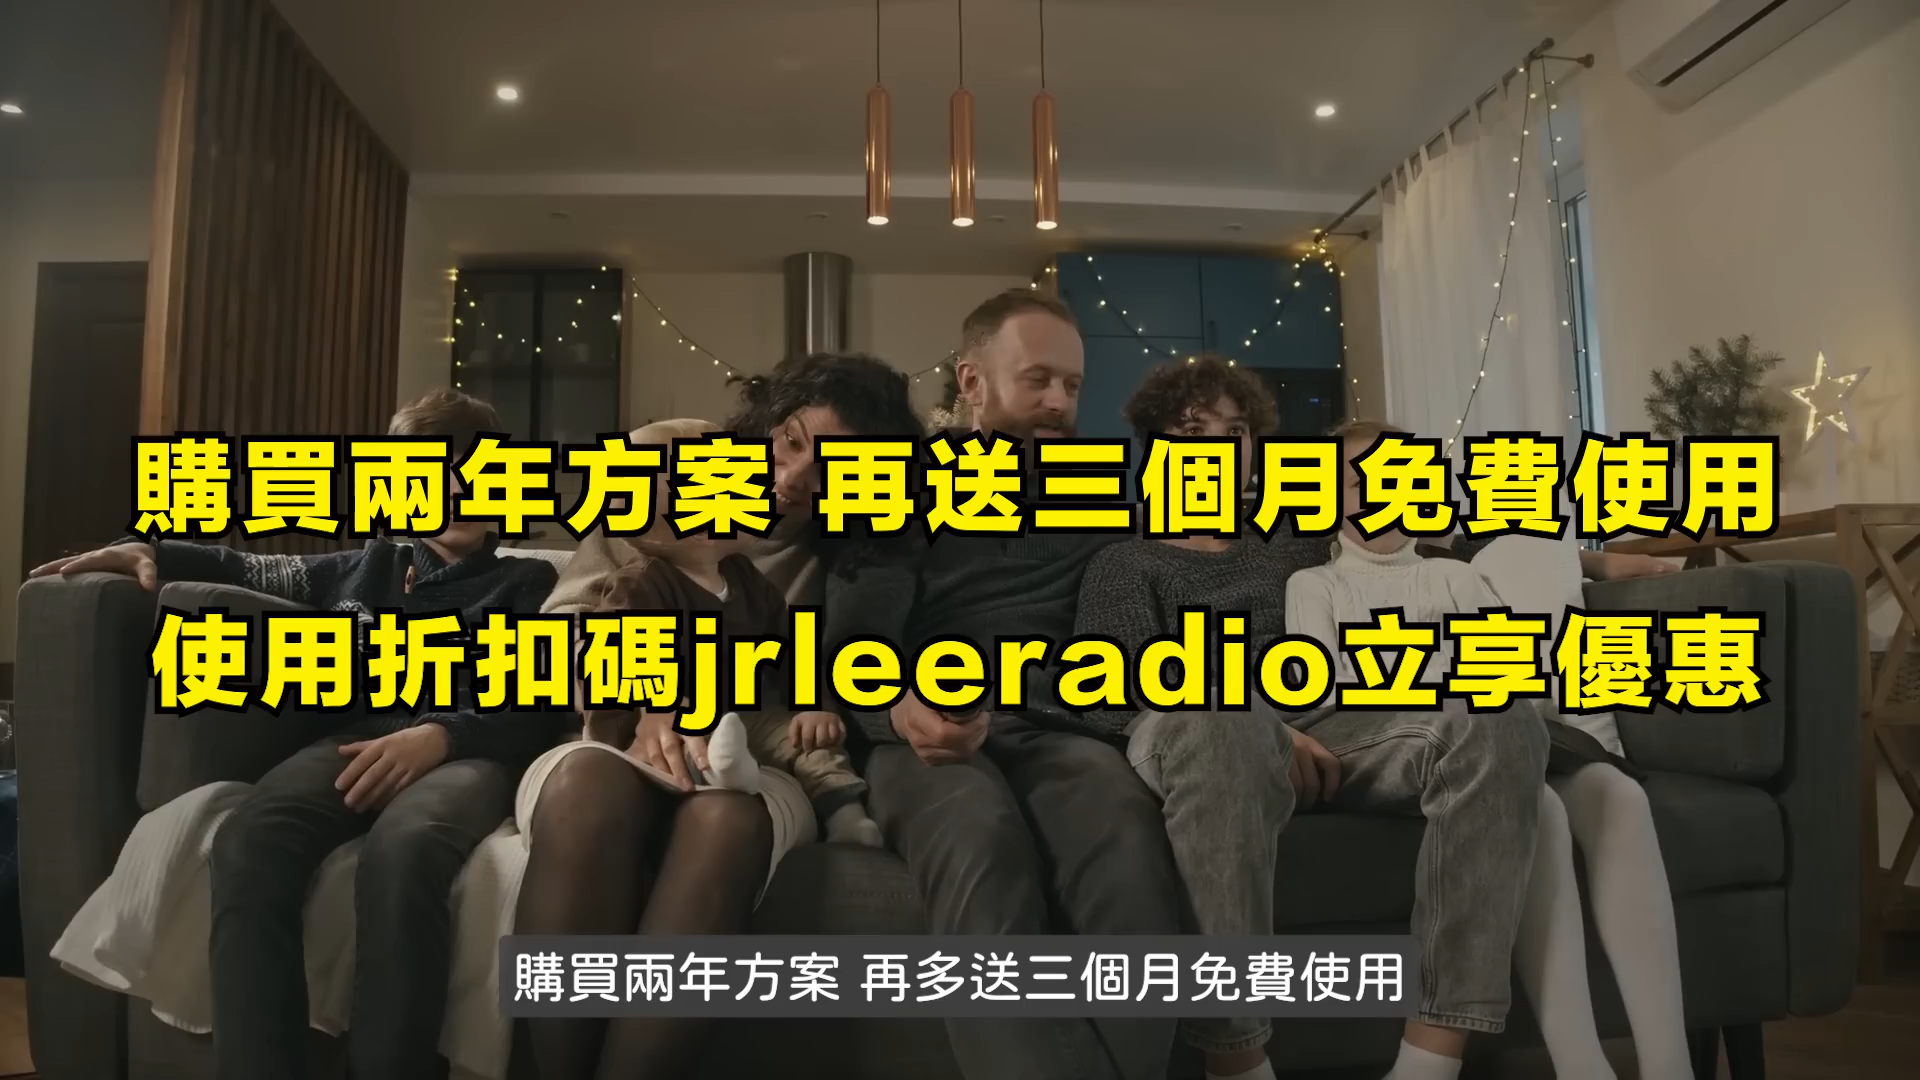 購買兩年方案 再送三個月免費使用
使用折扣碼jrleeradio立享優惠
購買兩年方案 再多送三個月免費使用